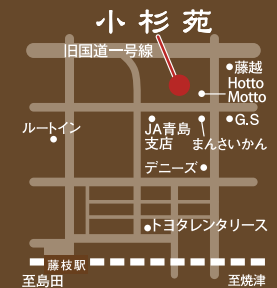 小杉苑
旧国道一号線
藤越
Hotto
Motto
G.S
JA青島
支店
まんさいかん
ルートイン
デニーズ
トヨタレンタリース
藤枝駅
至島田
至焼津